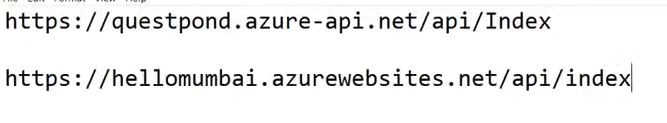 https://questpond.azure-api.net/api/Index
https://hellomumbai.azurewebsites.net/api/index